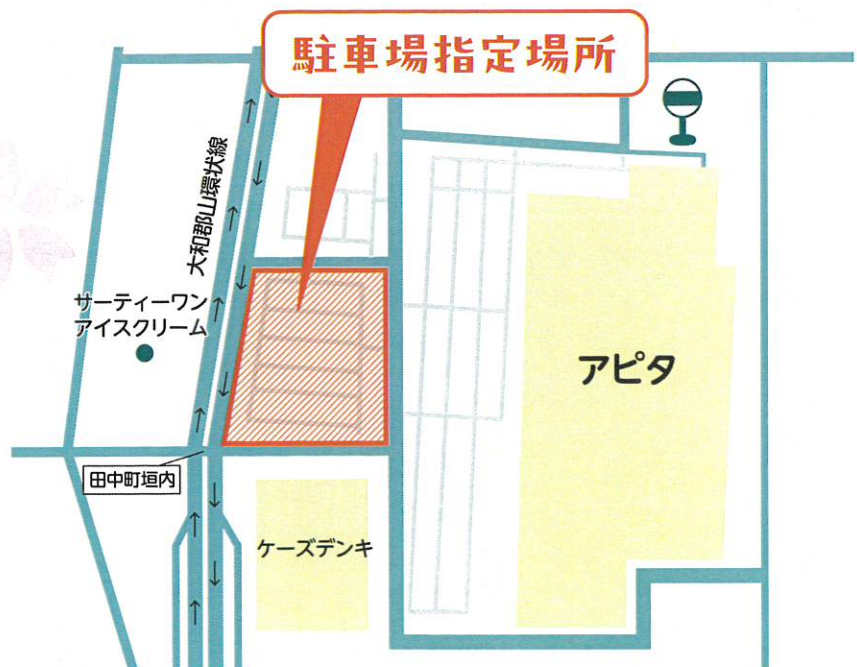 駐車場指定場所
大和郡山環状線
サーティーワン
アイスクリーム
アピタ
田中町垣内
ケーズデンキ